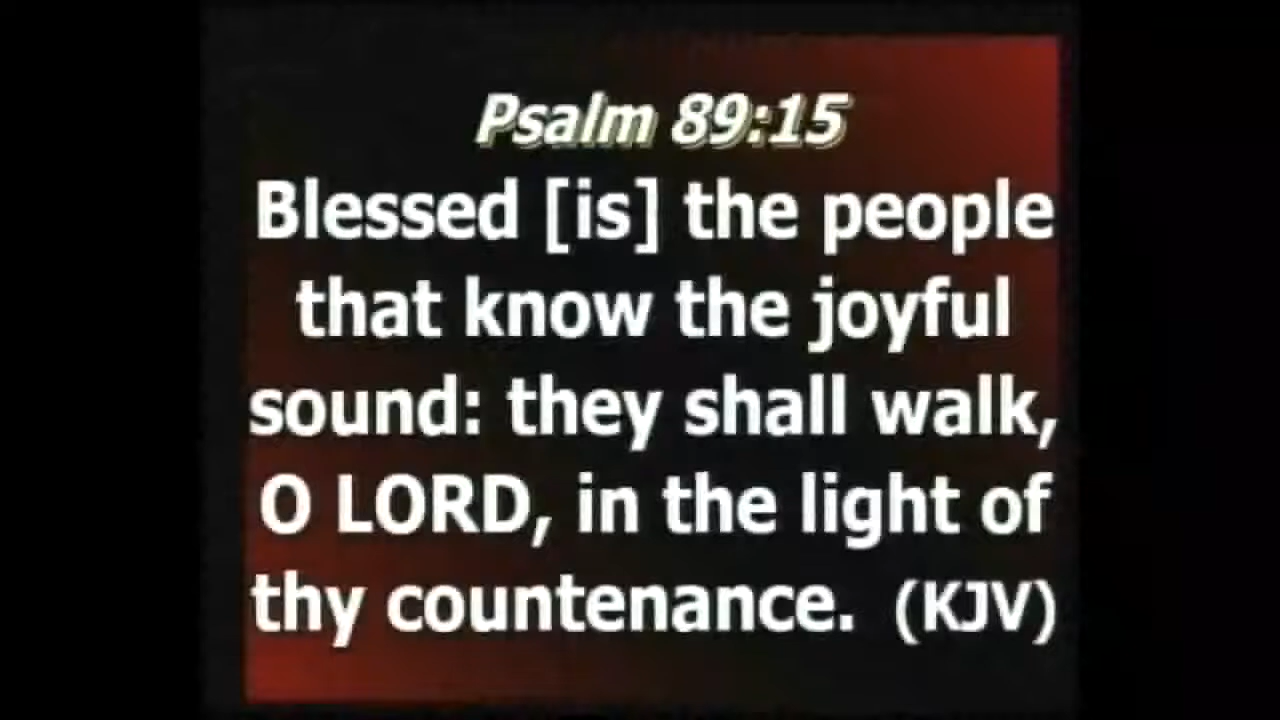 Psalm 89:15
Blessed [is] the people
that know the joyful
sound: they shall walk,
O LORD, in the light of
thy countenance. (KJV)